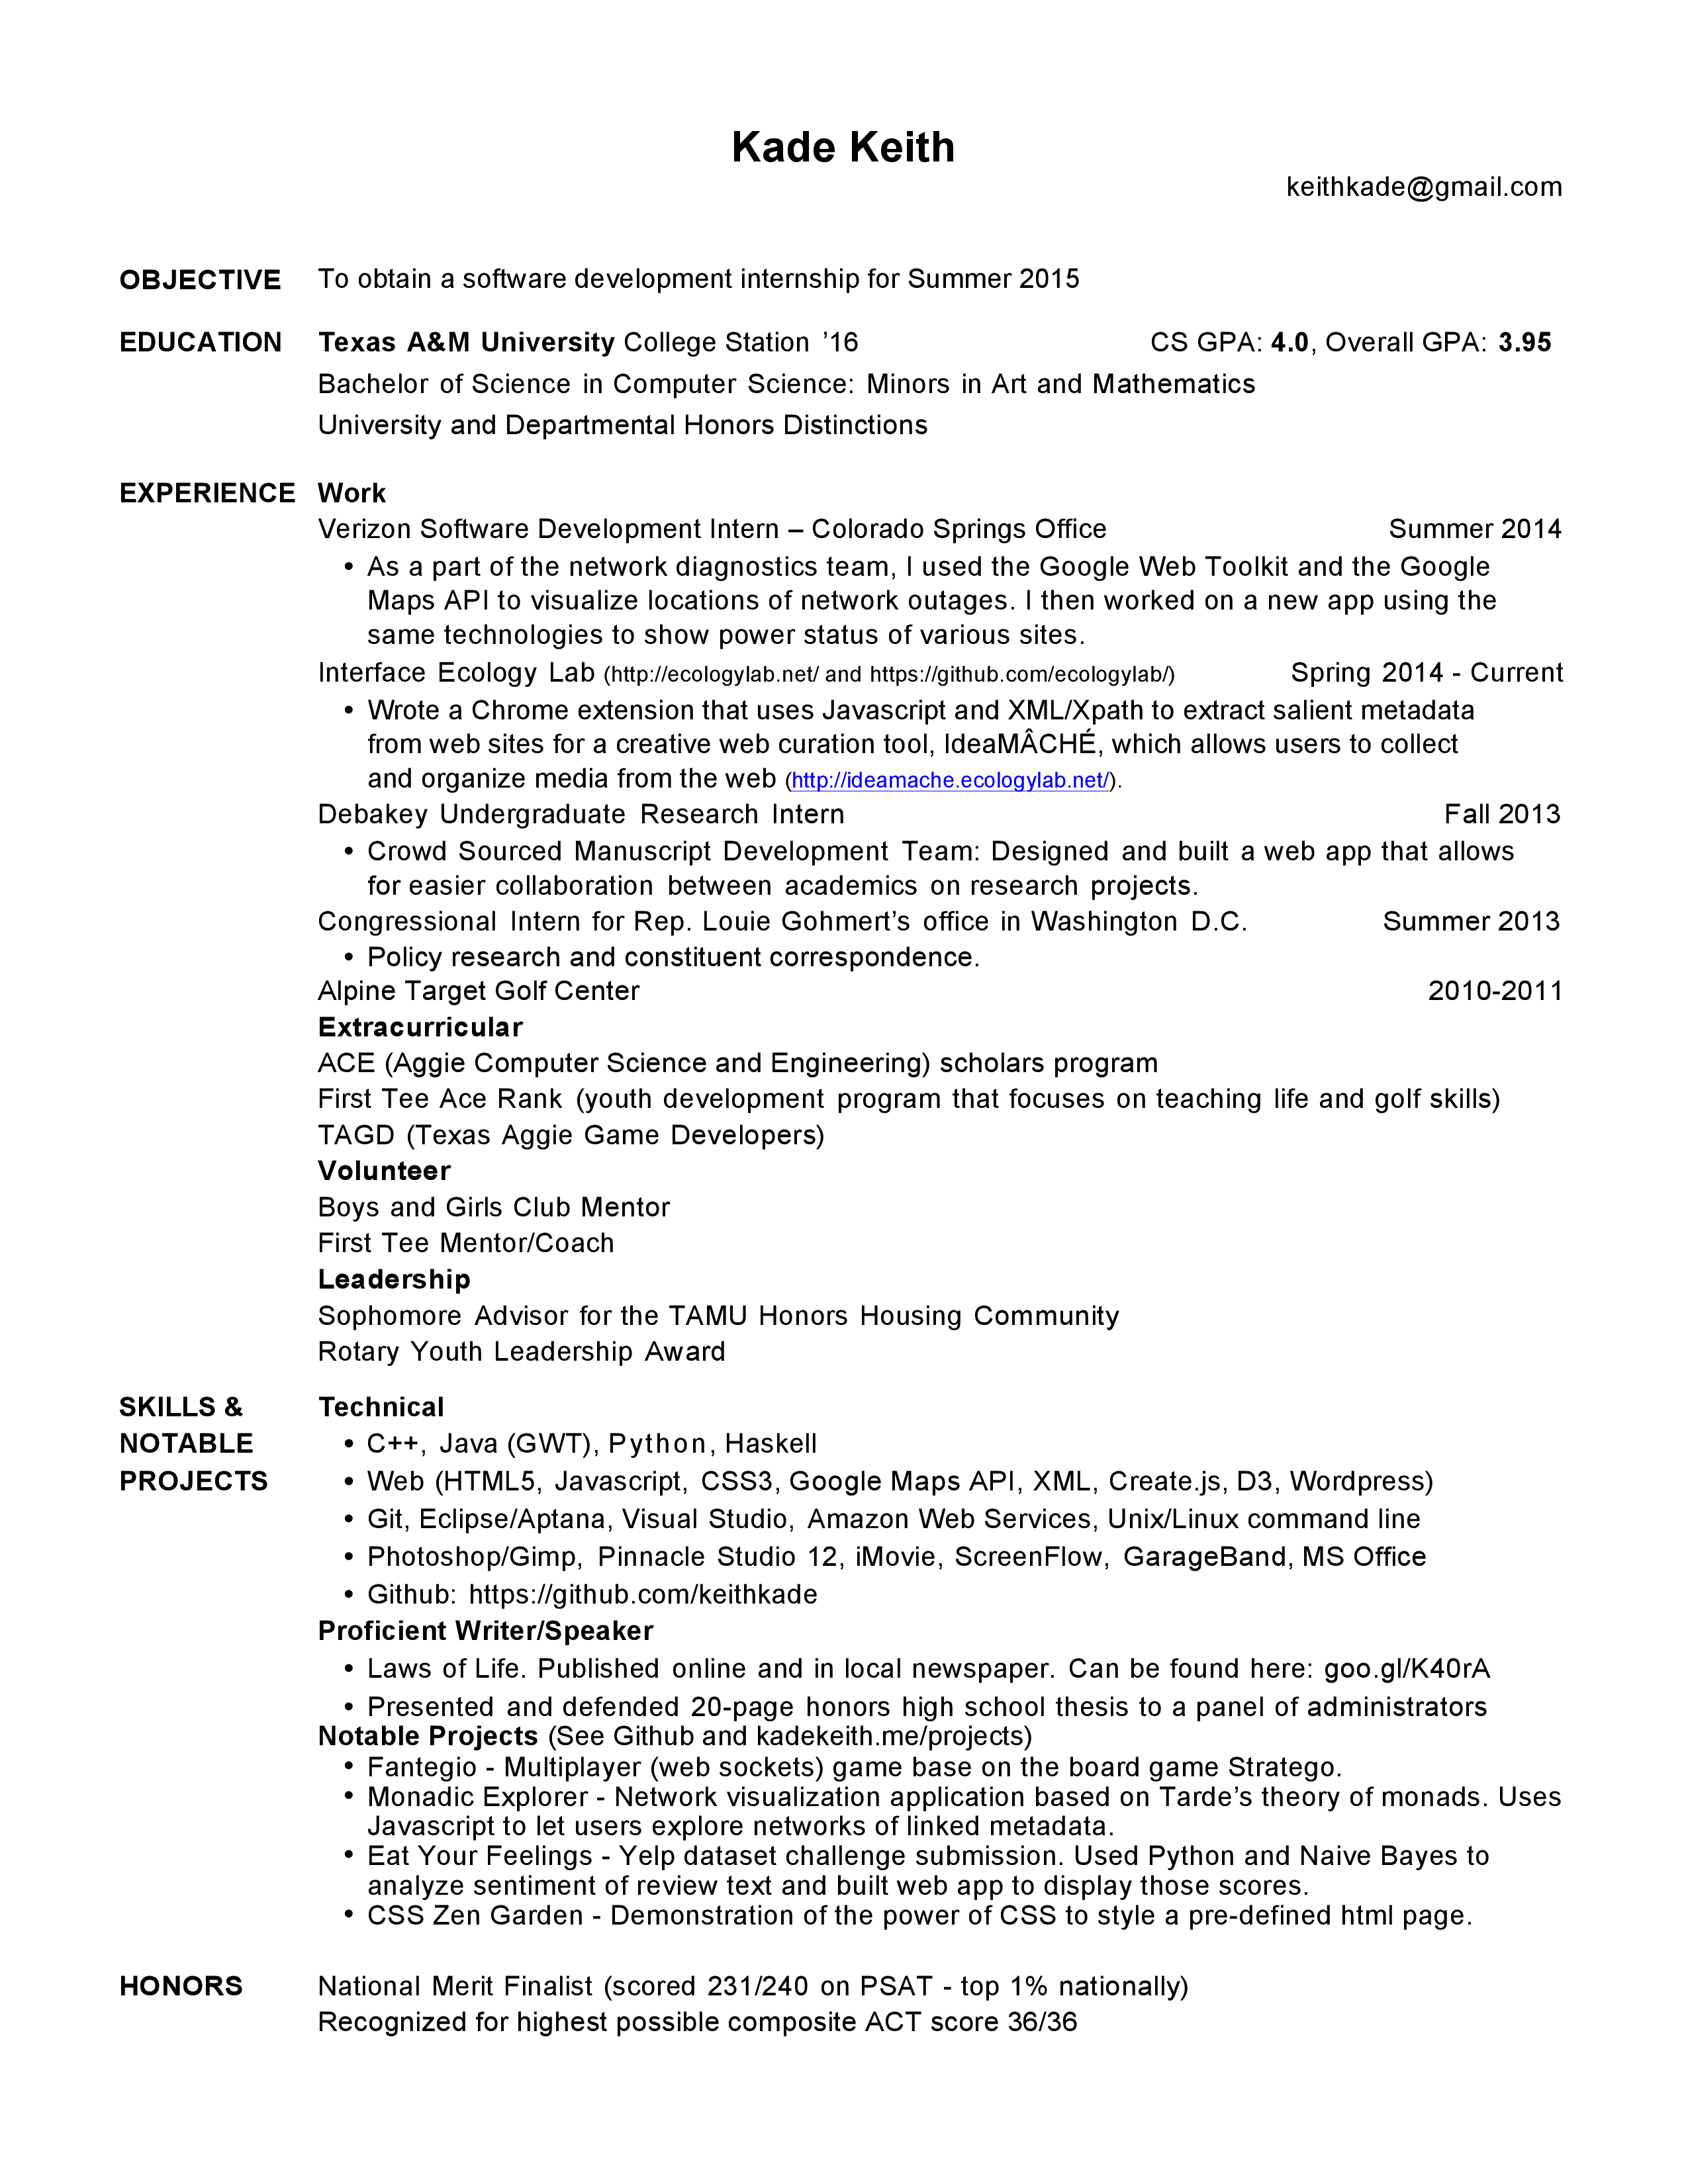 Kade Keith
keithkade@gmail.com
OBJECTIVE To obtain a software development internship for Summer 2015
EDUCATION Texas A&M University College Station ’16 CS GPA: 4.0, Overall GPA: 3.95
Bachelor of Science in Computer Science: Minors in Art and Mathematics
University and Departmental Honors Distinctions
EXPERIENCE Work
Verizon Software Development Intern – Colorado Springs Office Summer 2014
• As a part of the network diagnostics team, I used the Google Web Toolkit and the Google
Maps API to visualize locations of network outages. I then worked on a new app using the
same technologies to show power status of various sites.
Interface Ecology Lab (http://ecologylab.net/ and https://github.com/ecologylab/) Spring 2014 - Current
• Wrote a Chrome extension that uses Javascript and XML/Xpath to extract salient metadata
from web sites for a creative web curation tool, IdeaMÂCHÉ, which allows users to collect
and organize media from the web (http://ideamache.ecologylab.net/).
Debakey Undergraduate Research Intern Fall 2013
• Crowd Sourced Manuscript Development Team: Designed and built a web app that allows
for easier collaboration between academics on research projects.
Congressional Intern for Rep. Louie Gohmert’s office in Washington D.C. Summer 2013
• Policy research and constituent correspondence.
Alpine Target Golf Center 2010-2011
Extracurricular
ACE (Aggie Computer Science and Engineering) scholars program
First Tee Ace Rank (youth development program that focuses on teaching life and golf skills)
TAGD (Texas Aggie Game Developers)
Volunteer
Boys and Girls Club Mentor
First Tee Mentor/Coach
Leadership
Sophomore Advisor for the TAMU Honors Housing Community
Rotary Youth Leadership Award
SKILLS & Technical
NOTABLE • C++, Java (GWT), Python, Haskell
PROJECTS • Web (HTML5, Javascript, CSS3, Google Maps API, XML, Create.js, D3, Wordpress)
• Git, Eclipse/Aptana, Visual Studio, Amazon Web Services, Unix/Linux command line
• Photoshop/Gimp, Pinnacle Studio 12, iMovie, ScreenFlow, GarageBand, MS Office
• Github: https://github.com/keithkade
Proficient Writer/Speaker
• Laws of Life. Published online and in local newspaper. Can be found here: goo.gl/K40rA
• Presented and defended 20-page honors high school thesis to a panel of administrators
Notable Projects (See Github and kadekeith.me/projects)
• Fantegio - Multiplayer (web sockets) game base on the board game Stratego.
• Monadic Explorer - Network visualization application based on Tarde’s theory of monads. Uses
Javascript to let users explore networks of linked metadata.
• Eat Your Feelings - Yelp dataset challenge submission. Used Python and Naive Bayes to
analyze sentiment of review text and built web app to display those scores.
• CSS Zen Garden - Demonstration of the power of CSS to style a pre-defined html page.
HONORS National Merit Finalist (scored 231/240 on PSAT - top 1% nationally)
Recognized for highest possible composite ACT score 36/36